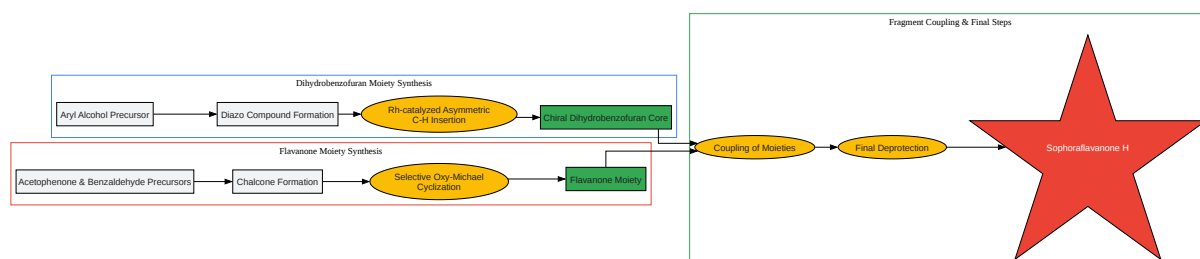 Fragment Coupling & Final Steps
Dihydrobenzofuran Moiety Synthesis
Aryl Alcohol Precursor
Diazo Compound Formation
Rh-catalyzed Asymmetric
C-H Insertion
Chiral Dihydrobenzofuran Core
Flavanone Moiety Synthesis
Acetophenone & Benzaldehyde Precursors
Chalcone Formation
Selective Oxy-Michael
Cyclization
Flavanone Moiety
Coupling of Moieties
Final Deprotection
Sophoraflavanone H